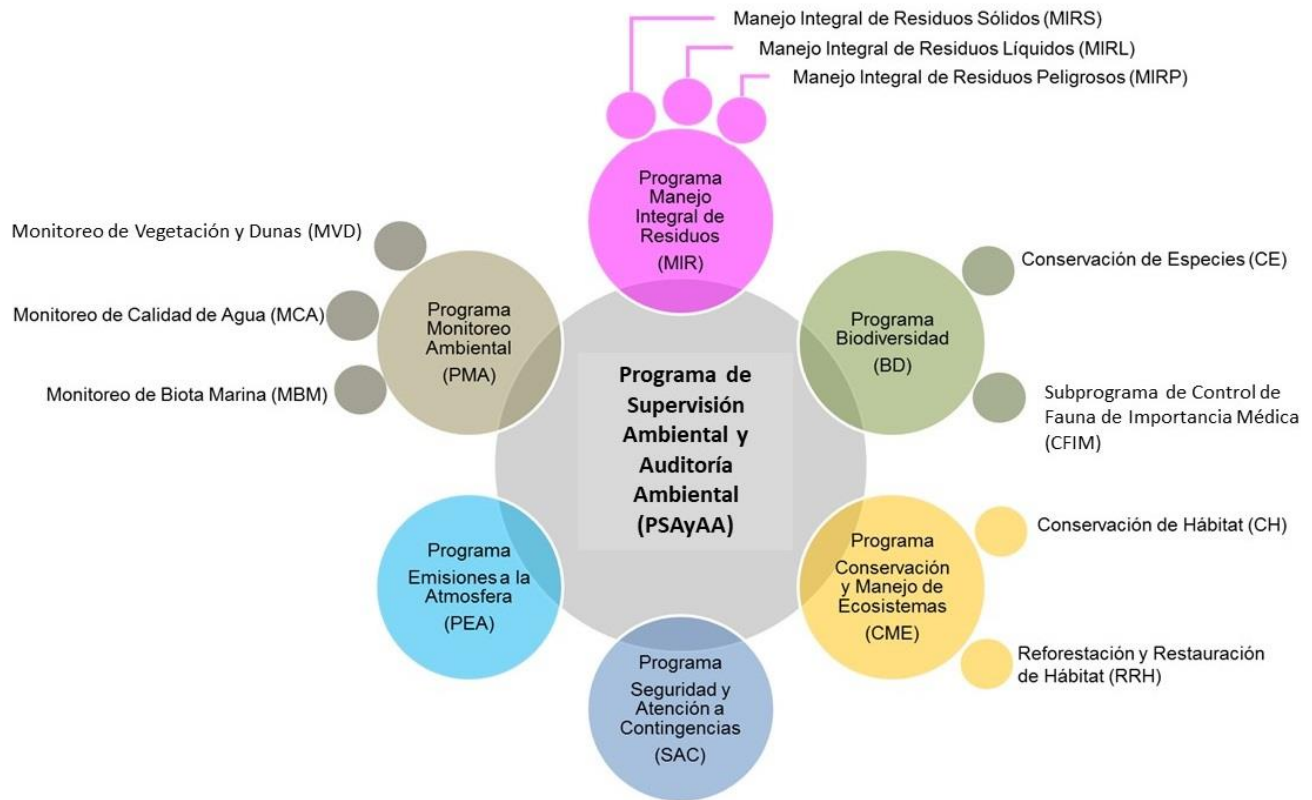 Manejo Integral de Residuos Sólidos (MIRS)
Manejo Integral de Residuos Líquidos (MIRL)
Manejo Integral de Residuos Peligrosos (MIRP)
Programa
Manejo
Integral de
Residuos
(MIR)
Monitoreo de Vegetación y Dunas (MVD)
Monitoreo de Calidad de Agua (MCA)
Monitoreo de Biota Marina (MBM)
Programa
Monitoreo
Ambiental
(PMA)
Programa
Biodiversidad
(BD)
Conservación de Especies (CE)
Subprograma de Control de
Fauna de Importancia Médica
(CFIM)
Programa de
Supervisión
Ambiental y
Auditoría
Ambiental
(PSAyAA)
Programa
Emisiones a la
Atmosfera
(PEA)
Programa
Seguridad y
Atención a
Contingencias
(SAC)
Programa
Conservación
y Manejo de
Ecosistemas
(CME)
Conservación de Hábitat (CH)
Reforestación y Restauración
de Hábitat (RRH)